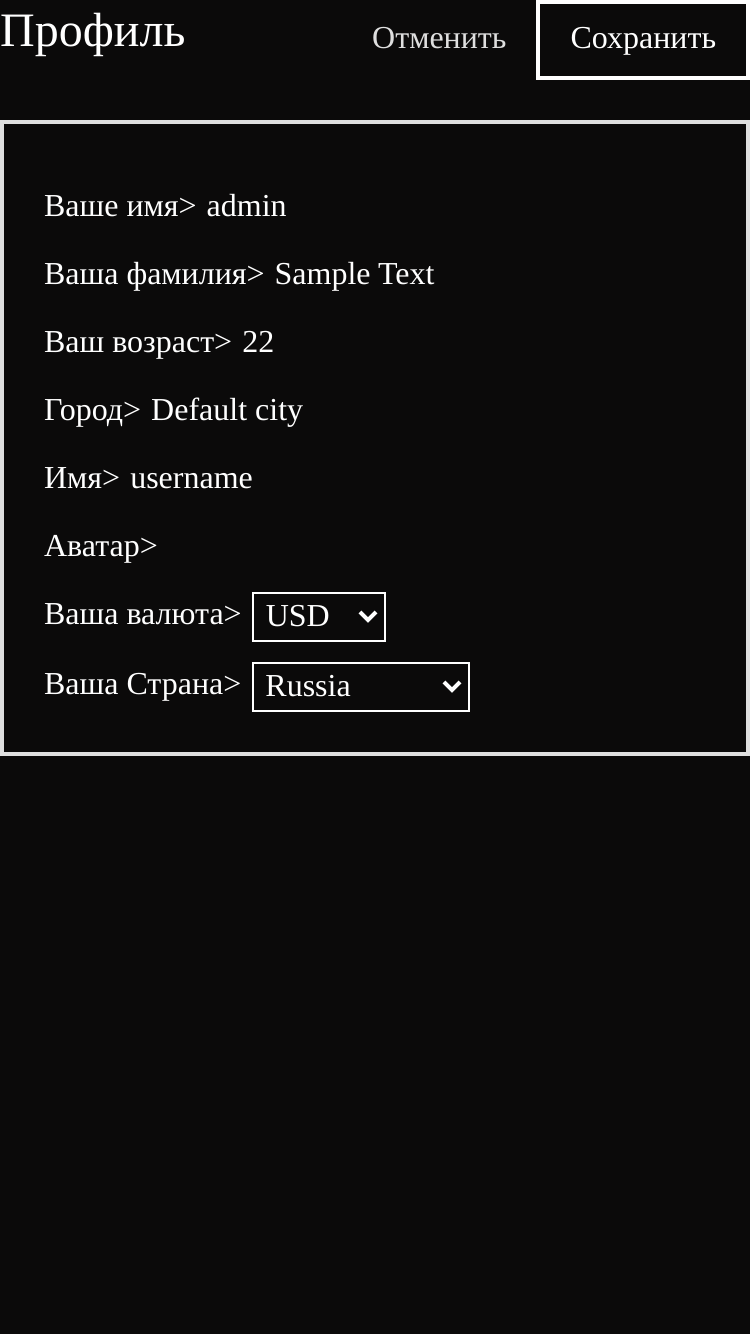 Профиль
Отменить
Сохранить
Ваше имя> admin
Ваша фамилия> Sample Text
Ваш возраст> 22
Город> Default city
Имя> username
Аватар>
Ваша валюта> USD
Ваша Страна> Russia